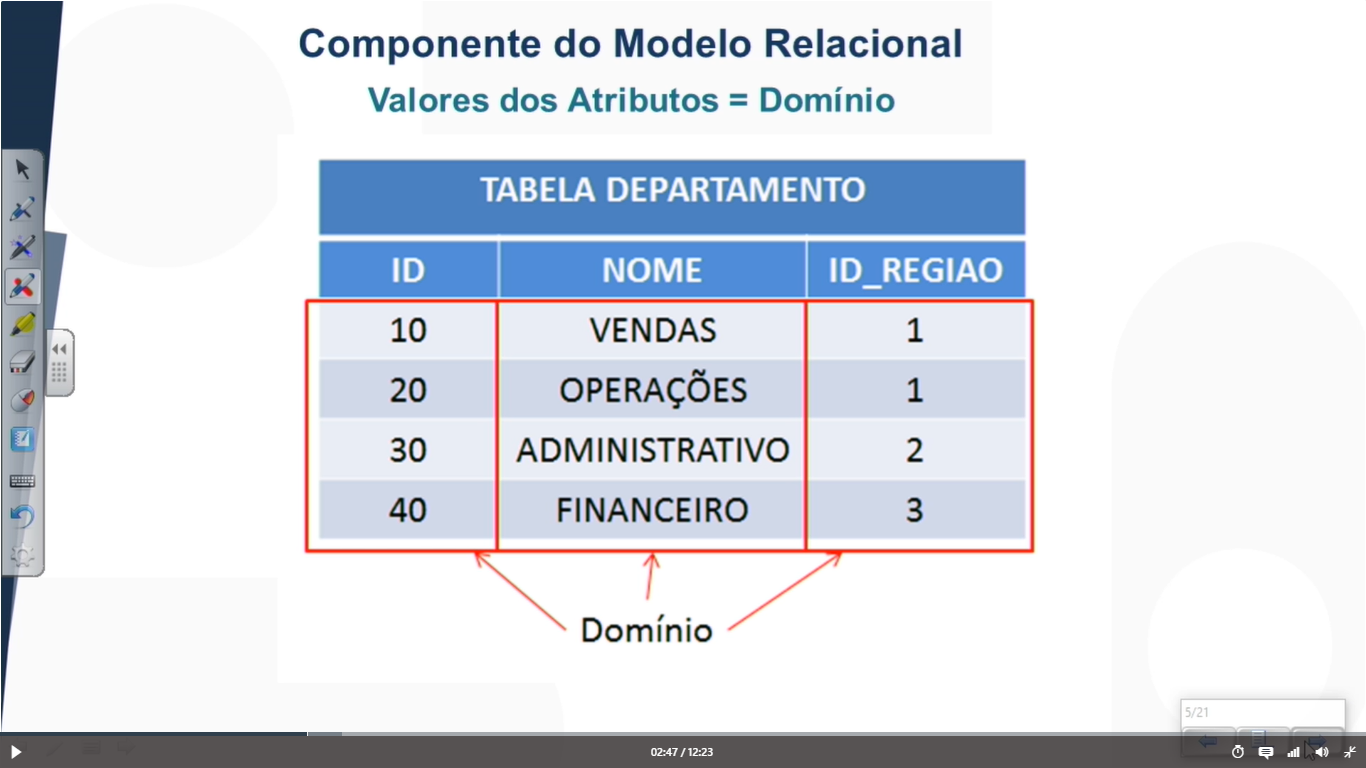 Componente do Modelo Relacional
Valores dos Atributos = Domínio
TABELA DEPARTAMENTO
ID NOME ID_REGIAO
10 VENDAS 1
20 OPERAÇÕES 1
30 ADMINISTRATIVO 2
40 FINANCEIRO 3
Domínio
5/21
02:47 / 12:23